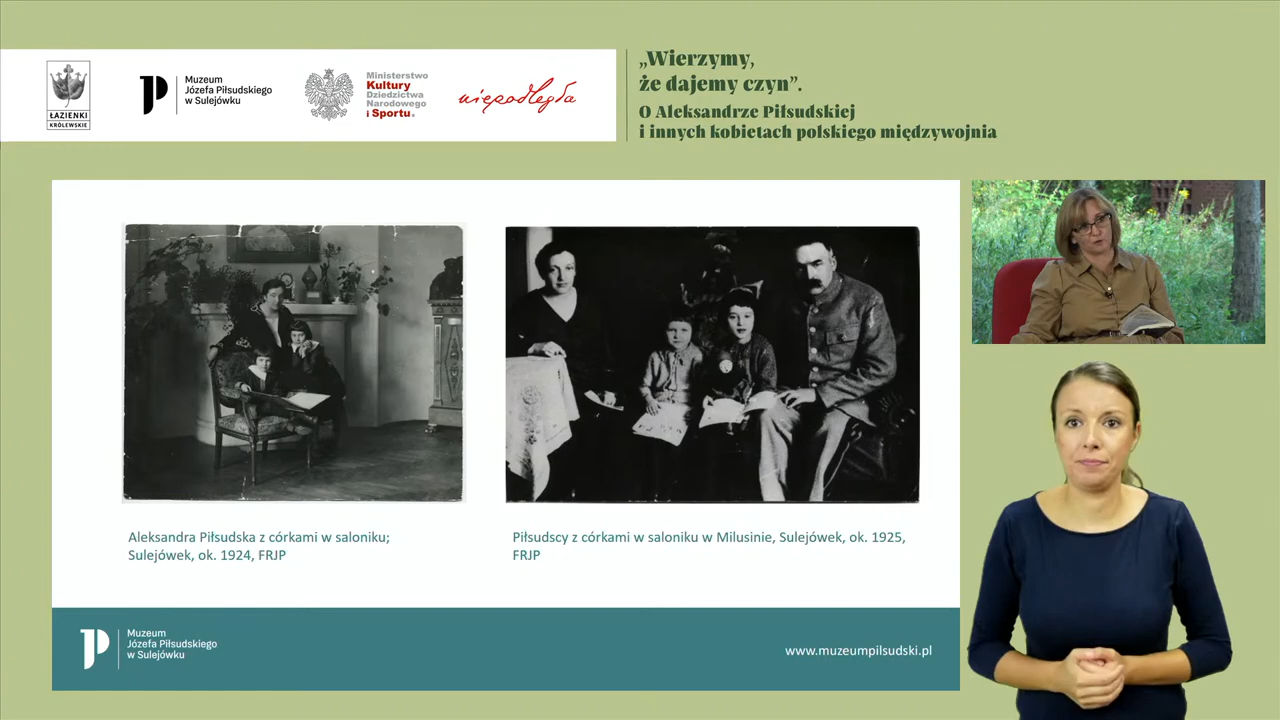 ŁAZIENKI
KRÓLEWSKIE
Muzeum
Józefa Piłsudskiego
w Sulejówku
Ministerstwo
Kultury
Dziedzictwa
Narodowego
i Sportu.
niepodległa
„Wierzymy,
że dajemy czyn”.
O Aleksandrze Piłsudskiej
i innych kobietach polskiego międzywojnia
Aleksandra Piłsudska z córkami w saloniku;
Sulejówek, ok. 1924, FRJP
Piłsudscy z córkami w saloniku w Milusinie, Sulejówek, ok. 1925,
FRJP
Muzeum
Józefa Piłsudskiego
w Sulejówku
www.muzeumpilsudski.pl